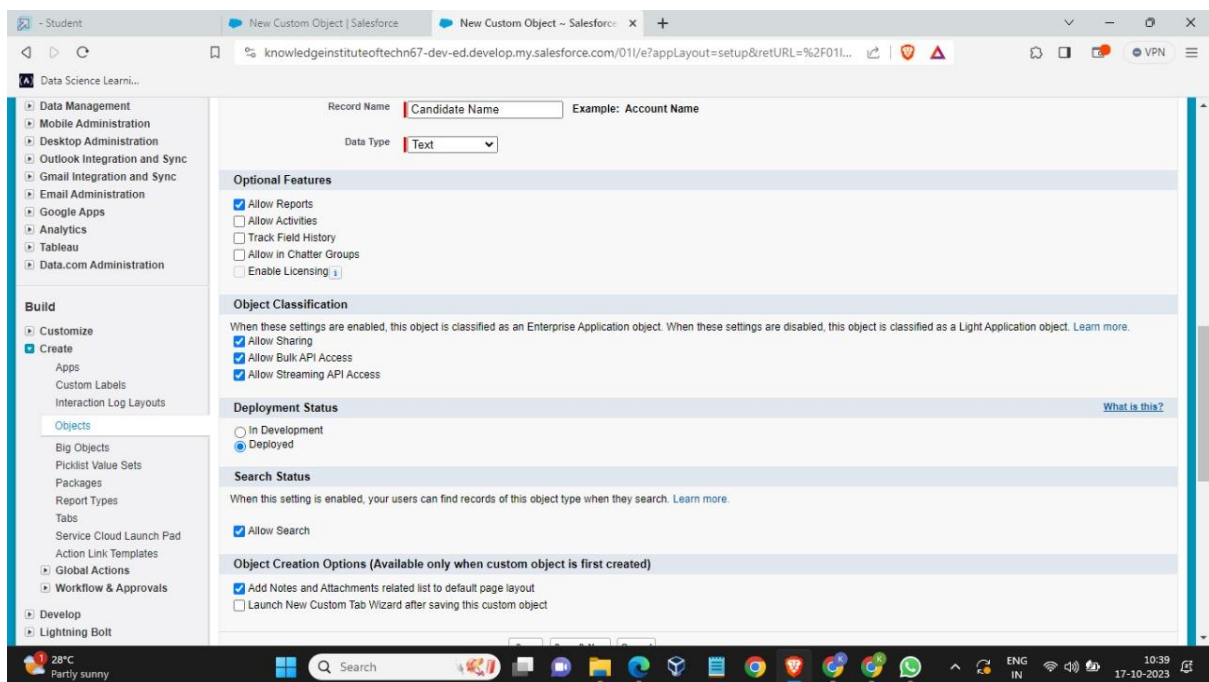 - Student
New Custom Object | Salesforce
New Custom Object ~ Salesforce
knowledgeinstituteoftechn67-dev-ed.develop.my.salesforce.com/01I/e?appLayout=setup&retURL=%2F01I...
VPN
Data Science Learni...
Data Management
Mobile Administration
Desktop Administration
Outlook Integration and Sync
Gmail Integration and Sync
Email Administration
Google Apps
Analytics
Tableau
Data.com Administration
Build
Customize
Create
Apps
Custom Labels
Interaction Log Layouts
Objects
Big Objects
Picklist Value Sets
Packages
Report Types
Tabs
Service Cloud Launch Pad
Action Link Templates
Global Actions
Workflow & Approvals
Develop
Lightning Bolt
Record Name Candidate Name Example: Account Name
Data Type Text
Optional Features
Allow Reports
Allow Activities
Track Field History
Allow in Chatter Groups
Enable Licensing i
Object Classification
When these settings are enabled, this object is classified as an Enterprise Application object. When these settings are disabled, this object is classified as a Light Application object. Learn more.
Allow Sharing
Allow Bulk API Access
Allow Streaming API Access
Deployment Status What is this?
In Development
Deployed
Search Status
When this setting is enabled, your users can find records of this object type when they search. Learn more.
Allow Search
Object Creation Options (Available only when custom object is first created)
Add Notes and Attachments related list to default page layout
Launch New Custom Tab Wizard after saving this custom object
1
28°C
Partly sunny
Search
ENG
IN
10:39
17-10-2023